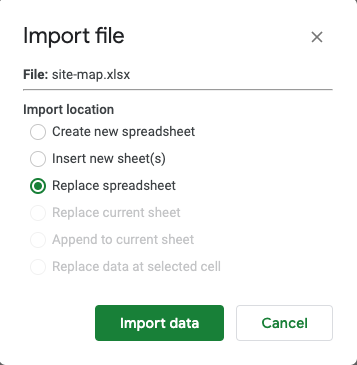 Import file
File: site-map.xlsx
Import location
Create new spreadsheet
Insert new sheet(s)
Replace spreadsheet
Replace current sheet
Append to current sheet
Replace data at selected cell
Import data
Cancel